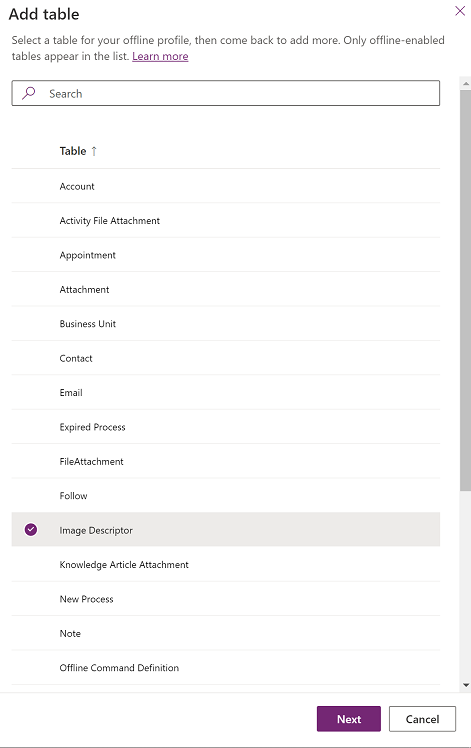 Add table
Select a table for your offline profile, then come back to add more. Only offline-enabled
tables appear in the list. Learn more
Search
Table ↑
Account
Activity File Attachment
Appointment
Attachment
Business Unit
Contact
Email
Expired Process
FileAttachment
Follow
Image Descriptor
Knowledge Article Attachment
New Process
Note
Offline Command Definition
Next Cancel